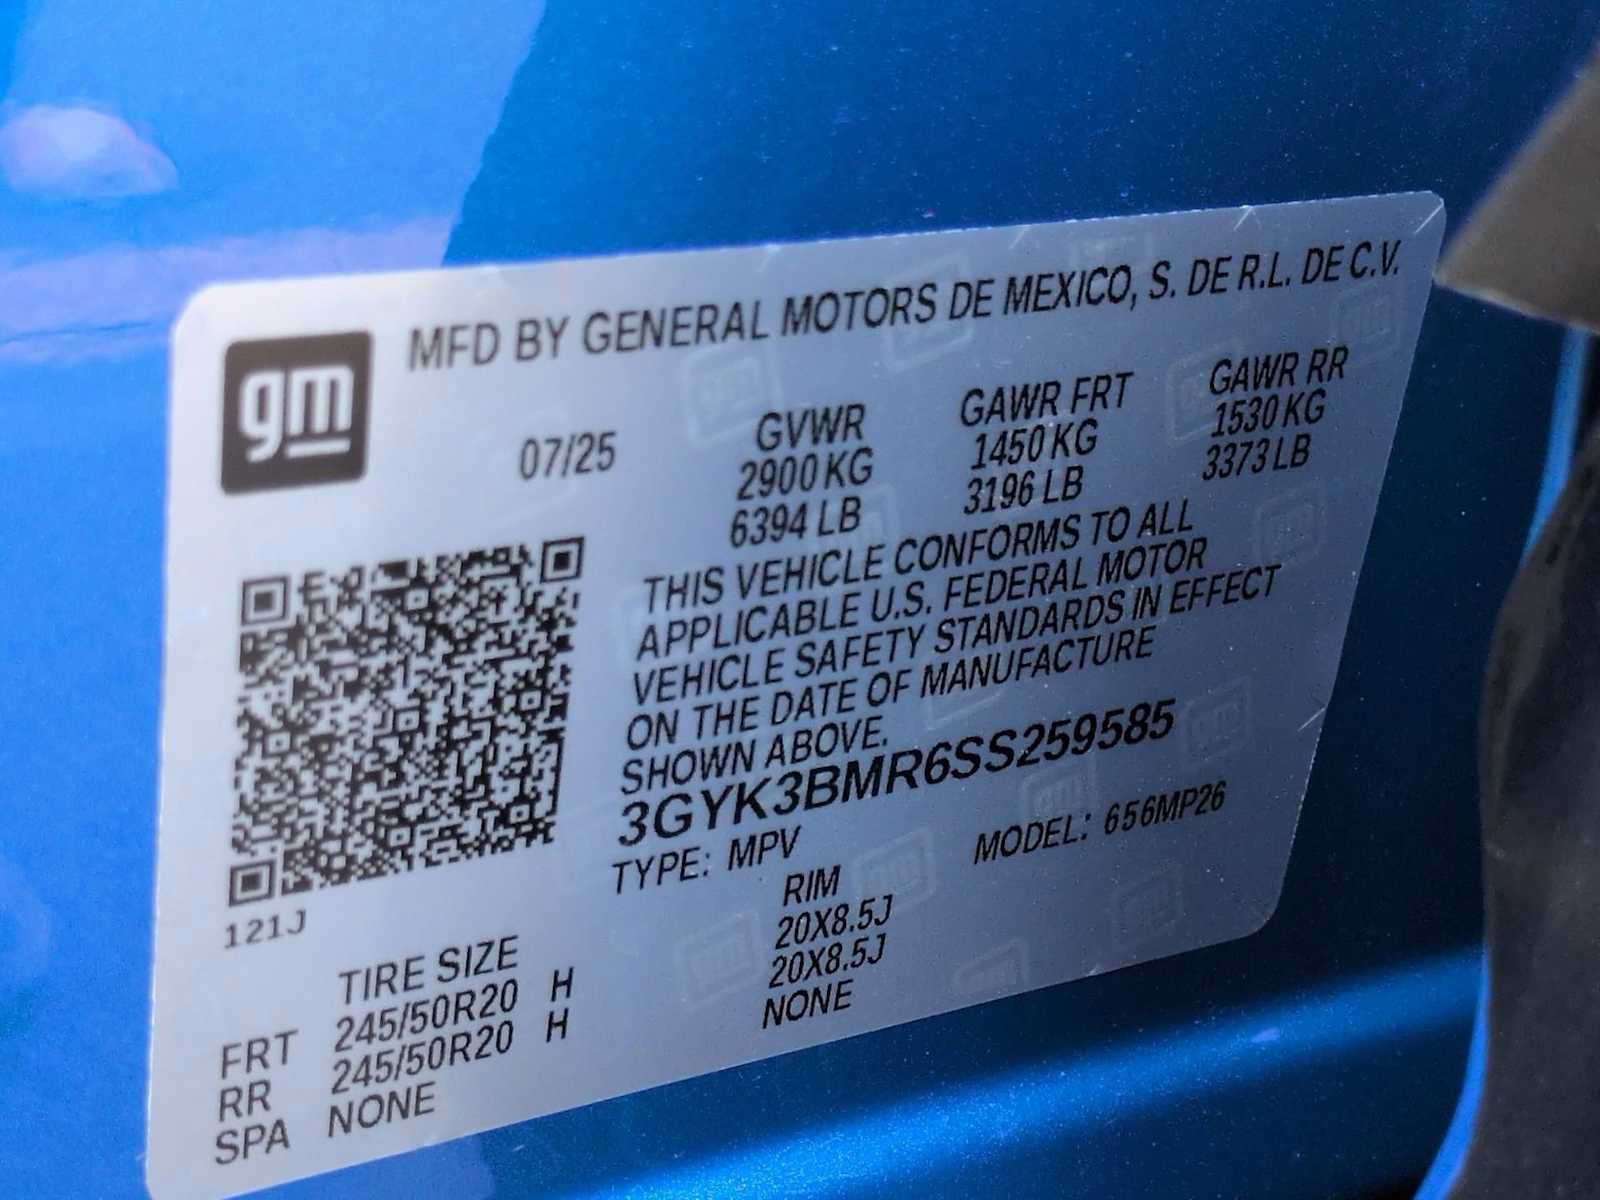 gm
MFD BY GENERAL MOTORS DE MEXICO, S. DE R.L. DE C.V.
07/25
GVWR
2900 KG
6394 LB
GAWR FRT
1450 KG
3196 LB
GAWR RR
1530 KG
3373 LB
THIS VEHICLE CONFORMS TO ALL
APPLICABLE U.S. FEDERAL MOTOR
VEHICLE SAFETY STANDARDS IN EFFECT
ON THE DATE OF MANUFACTURE
SHOWN ABOVE.
3GYK3BMR6SS259585
TYPE: MPV MODEL: 656MP26
121J
TIRE SIZE RIM
FRT 245/50R20 H 20X8.5J
RR 245/50R20 H 20X8.5J
SPA NONE NONE